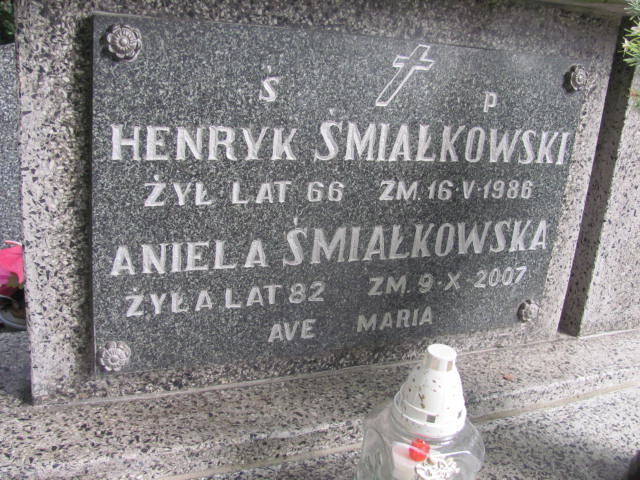 Ś P
HENRYK ŚMIAŁKOWSKI
ŻYŁ LAT 66 ZM. 16·V·1986
ANIELA ŚMIAŁKOWSKA
ŻYŁA LAT 82 ZM. 9·X·2007
AVE MARIA